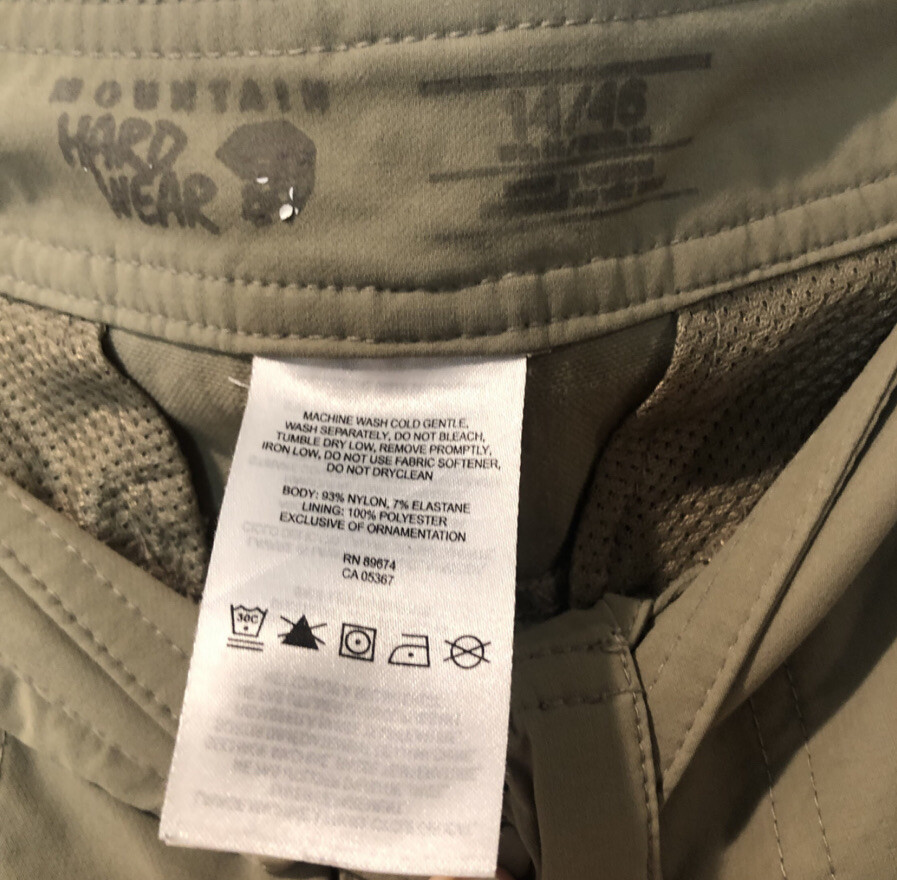 MOUNTAIN
HARD
WEAR
14/46
MACHINE WASH COLD GENTLE,
WASH SEPARATELY, DO NOT BLEACH,
TUMBLE DRY LOW, REMOVE PROMPTLY,
IRON LOW, DO NOT USE FABRIC SOFTENER,
DO NOT DRYCLEAN
BODY: 93% NYLON, 7% ELASTANE
LINING: 100% POLYESTER
EXCLUSIVE OF ORNAMENTATION
RN 89674
CA 05367
30C